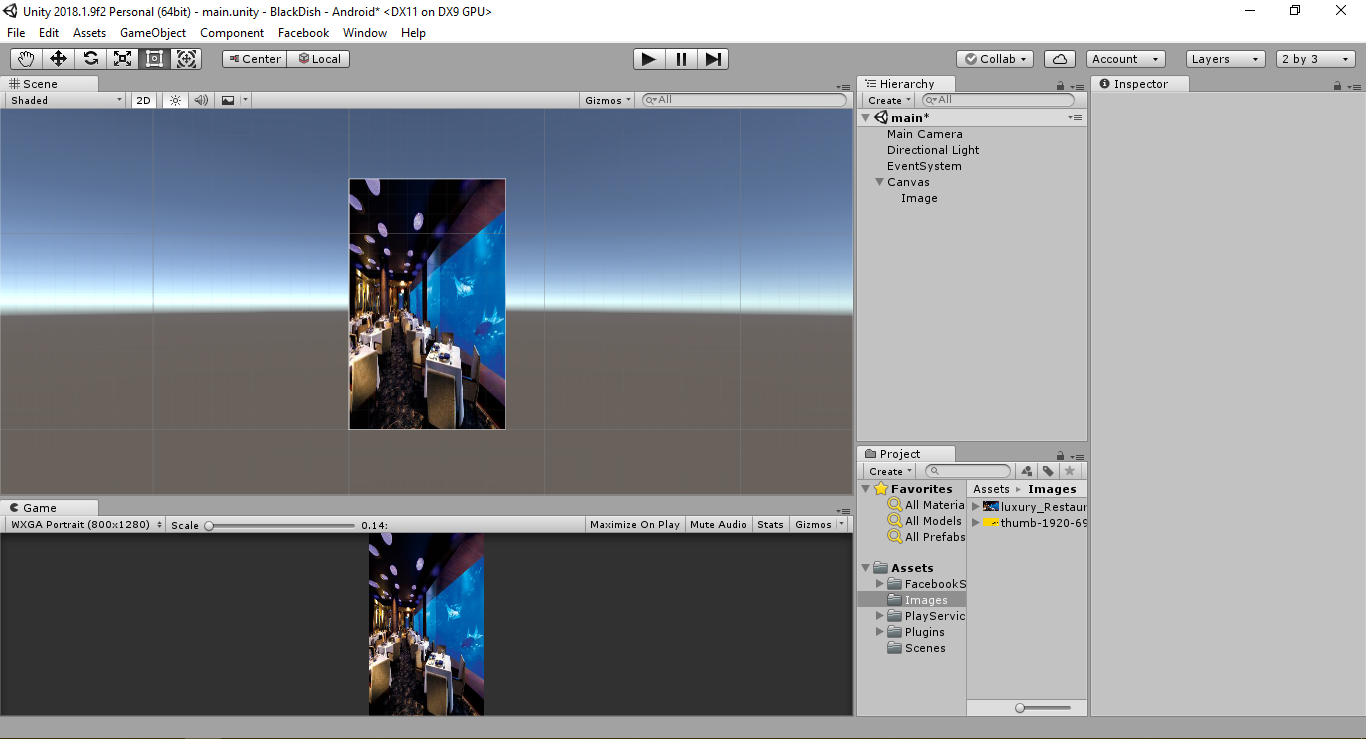 Unity 2018.1.9f2 Personal (64bit) - main.unity - BlackDish - Android* <DX11 on DX9 GPU>
File Edit Assets GameObject Component Facebook Window Help
Center Local Collab Account Layers 2 by 3
Scene
Shaded 2D Gizmos All
Hierarchy
Create All
main*
Main Camera
Directional Light
EventSystem
Canvas
Image
Inspector
Game
WXGA Portrait (800x1280) Scale 0.14: Maximize On Play Mute Audio Stats Gizmos
Project
Create
Favorites
All Materia
All Models
All Prefabs
Assets
FacebookS
Images
PlayServic
Plugins
Scenes
Assets Images
luxury_Restaur
thumb-1920-69